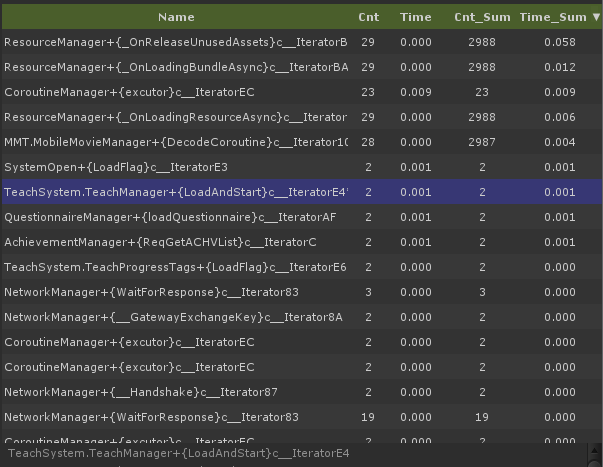 Name Cnt Time Cnt_Sum Time_Sum ▼
ResourceManager+{_OnReleaseUnusedAssets}c__IteratorB 29 0.000 2988 0.058
ResourceManager+{_OnLoadingBundleAsync}c__IteratorBA 29 0.000 2988 0.012
CoroutineManager+{excutor}c__IteratorEC 23 0.009 23 0.009
ResourceManager+{_OnLoadingResourceAsync}c__Iterator 29 0.000 2988 0.006
MMT.MobileMovieManager+{DecodeCoroutine}c__Iterator10 28 0.000 2987 0.004
SystemOpen+{LoadFlag}c__IteratorE3 2 0.001 2 0.001
TeachSystem.TeachManager+{LoadAndStart}c__IteratorE4 2 0.001 2 0.001
QuestionnaireManager+{loadQuestionnaire}c__IteratorAF 2 0.001 2 0.001
AchievementManager+{ReqGetACHVList}c__IteratorC 2 0.001 2 0.001
TeachSystem.TeachProgressTags+{LoadFlag}c__IteratorE6 2 0.000 2 0.000
NetworkManager+{WaitForResponse}c__Iterator83 3 0.000 3 0.000
NetworkManager+{__GatewayExchangeKey}c__Iterator8A 2 0.000 2 0.000
CoroutineManager+{excutor}c__IteratorEC 2 0.000 2 0.000
CoroutineManager+{excutor}c__IteratorEC 2 0.000 2 0.000
NetworkManager+{__Handshake}c__Iterator87 2 0.000 2 0.000
NetworkManager+{WaitForResponse}c__Iterator83 19 0.000 19 0.000
CoroutineManager+{excutor}c__IteratorEC 2 0.000 2 0.000
TeachSystem.TeachManager+{LoadAndStart}c__IteratorE4